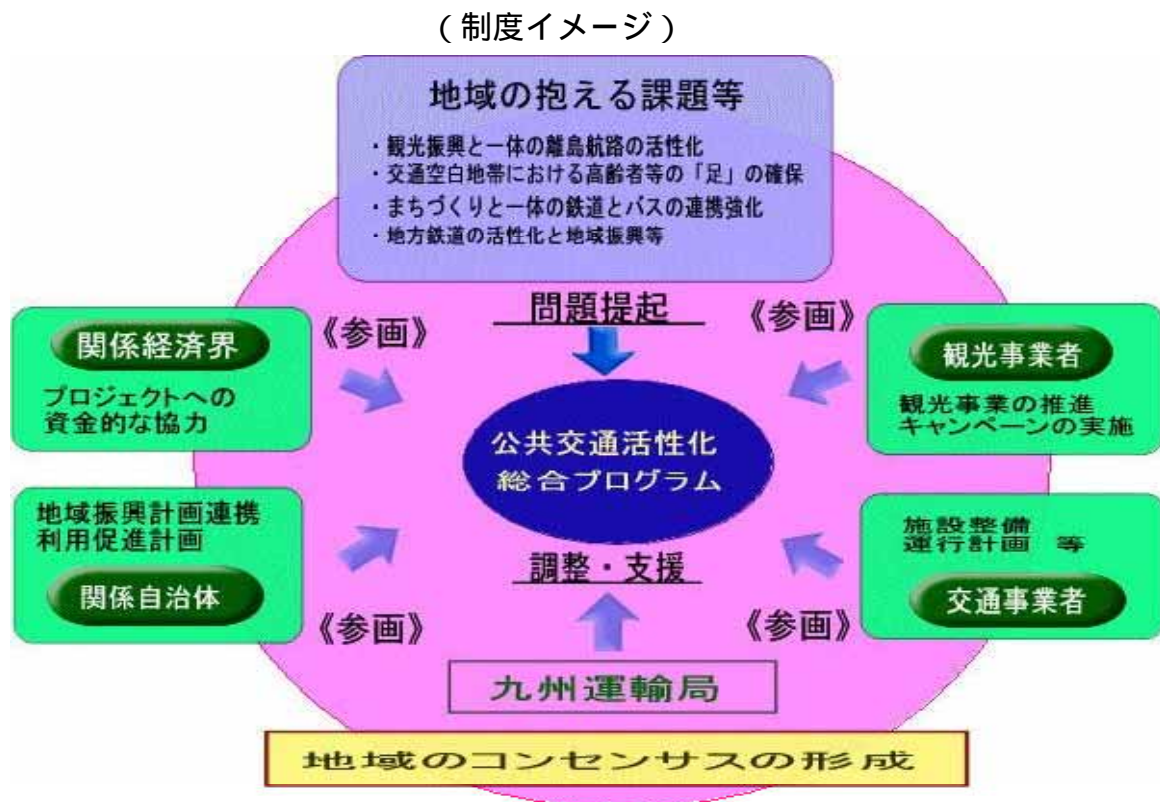 (制度イメージ)
地域の抱える課題等
・観光振興と一体の離島航路の活性化
・交通空白地帯における高齢者等の「足」の確保
・まちづくりと一体の鉄道とバスの連携強化
・地方鉄道の活性化と地域振興等
問題提起
《参画》
《参画》
関係経済界
プロジェクトへの
資金的な協力
観光事業者
観光事業の推進
キャンペーンの実施
公共交通活性化
総合プログラム
地域振興計画連携
利用促進計画
関係自治体
施設整備
運行計画 等
交通事業者
調整・支援
《参画》
《参画》
九州運輸局
地域のコンセンサスの形成